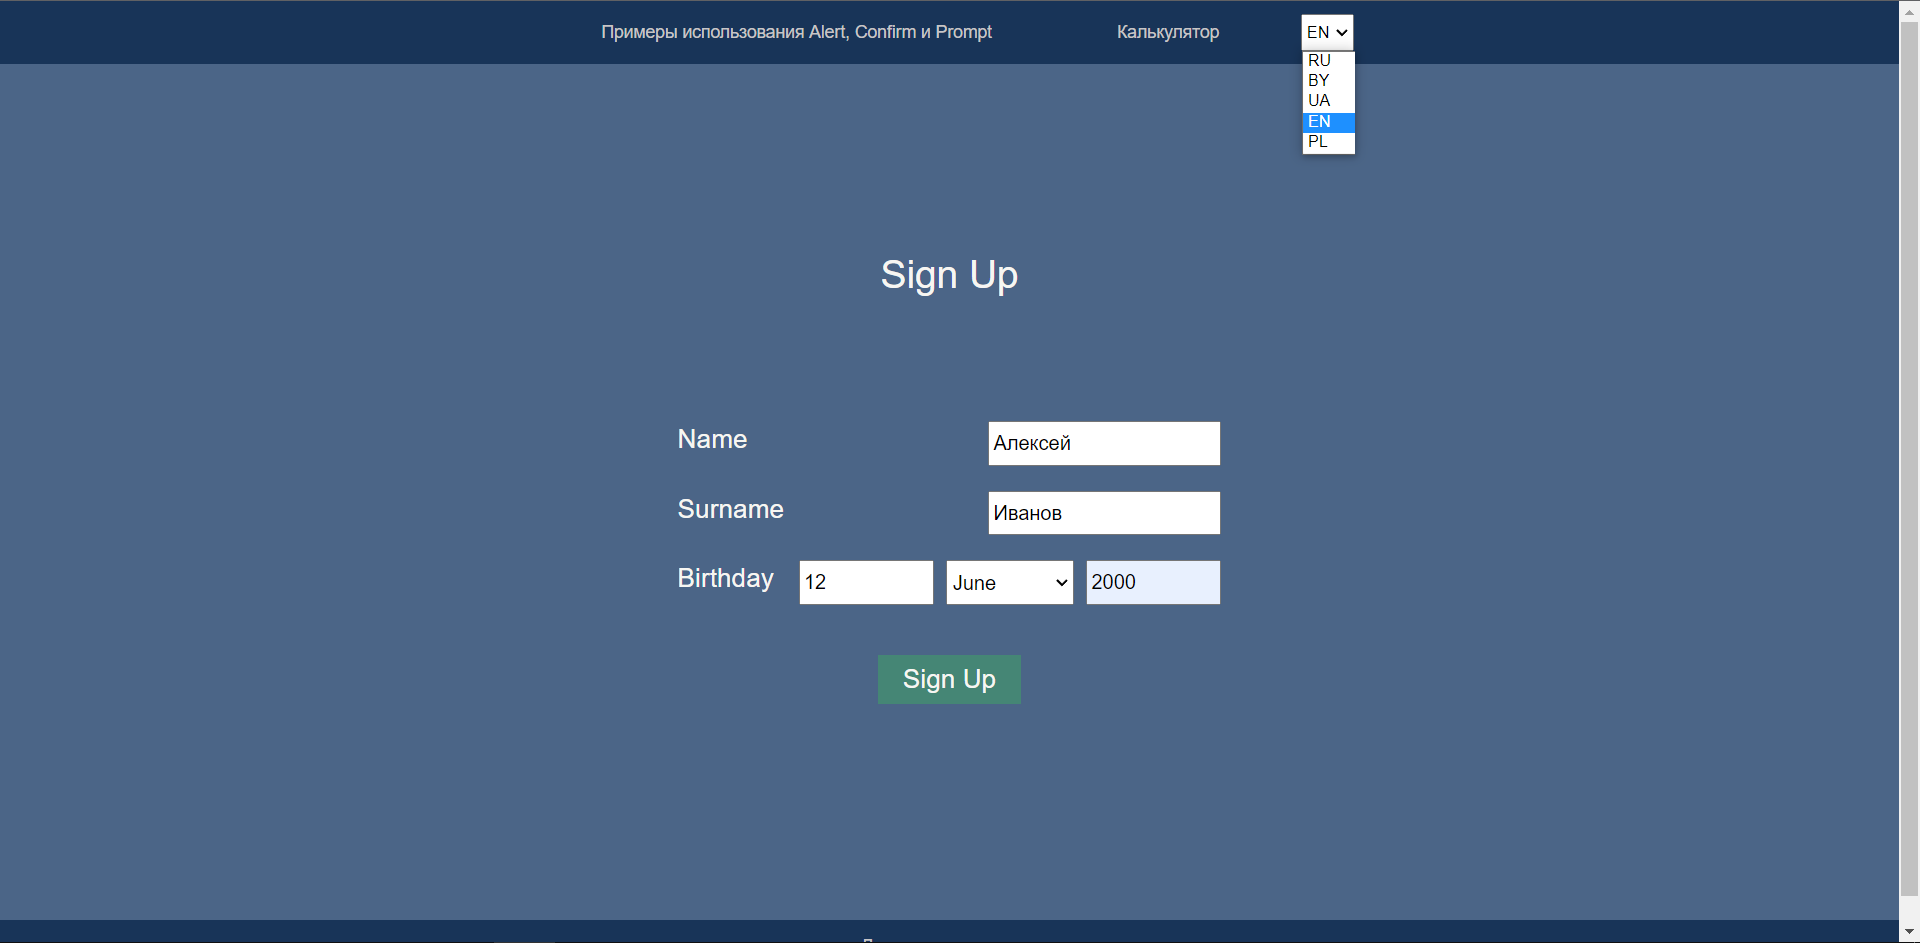 Примеры использования Alert, Confirm и Prompt
Калькулятор
EN
RU
BY
UA
EN
PL
Sign Up
Name
Алексей
Surname
Иванов
Birthday 12 June 2000
Sign Up